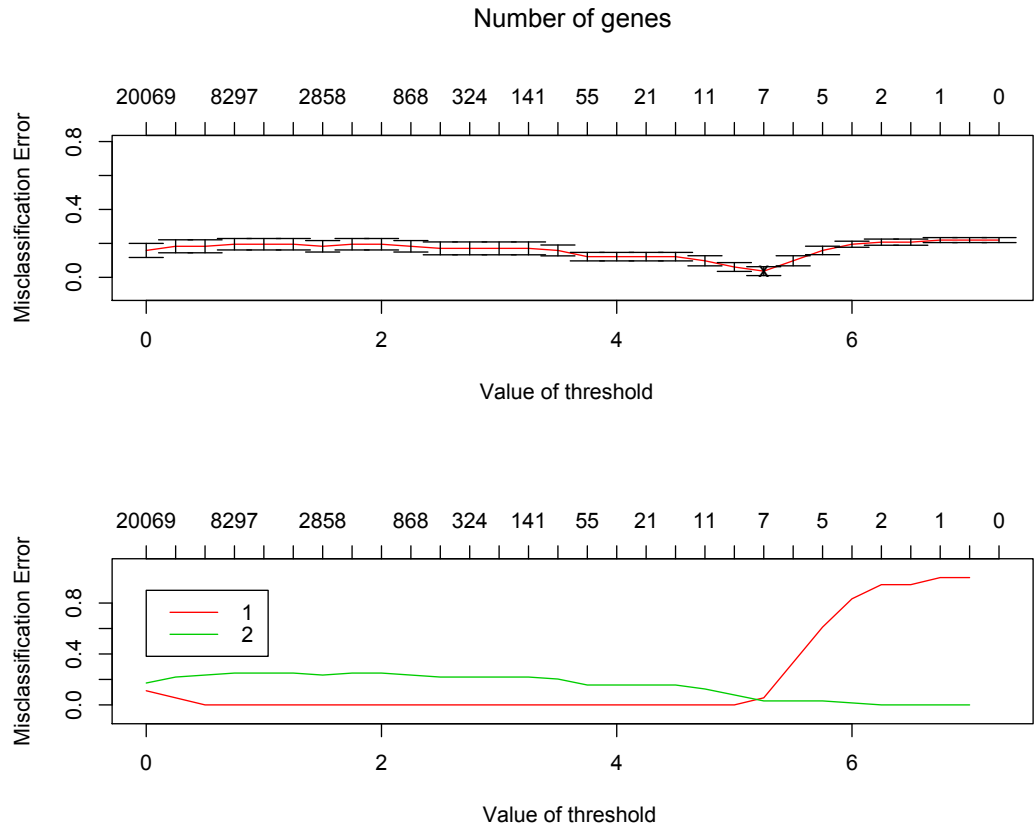 Number of genes
20069 8297 2858 868 324 141 55 21 11 7 5 2 1 0
Misclassification Error
0.8
0.4
0.0
0 2 4 6
Value of threshold
20069 8297 2858 868 324 141 55 21 11 7 5 2 1 0
Misclassification Error
0.8
0.4
0.0
1
2
0 2 4 6
Value of threshold